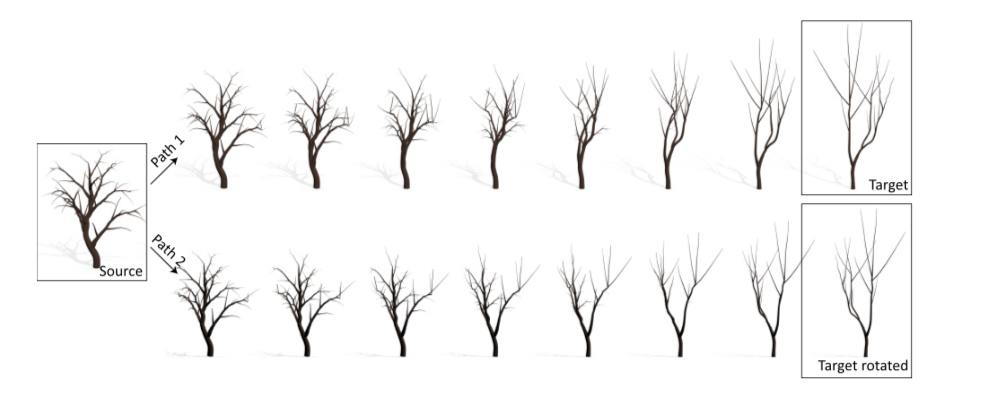 Path 1
Target
Source
Path 2
Target rotated